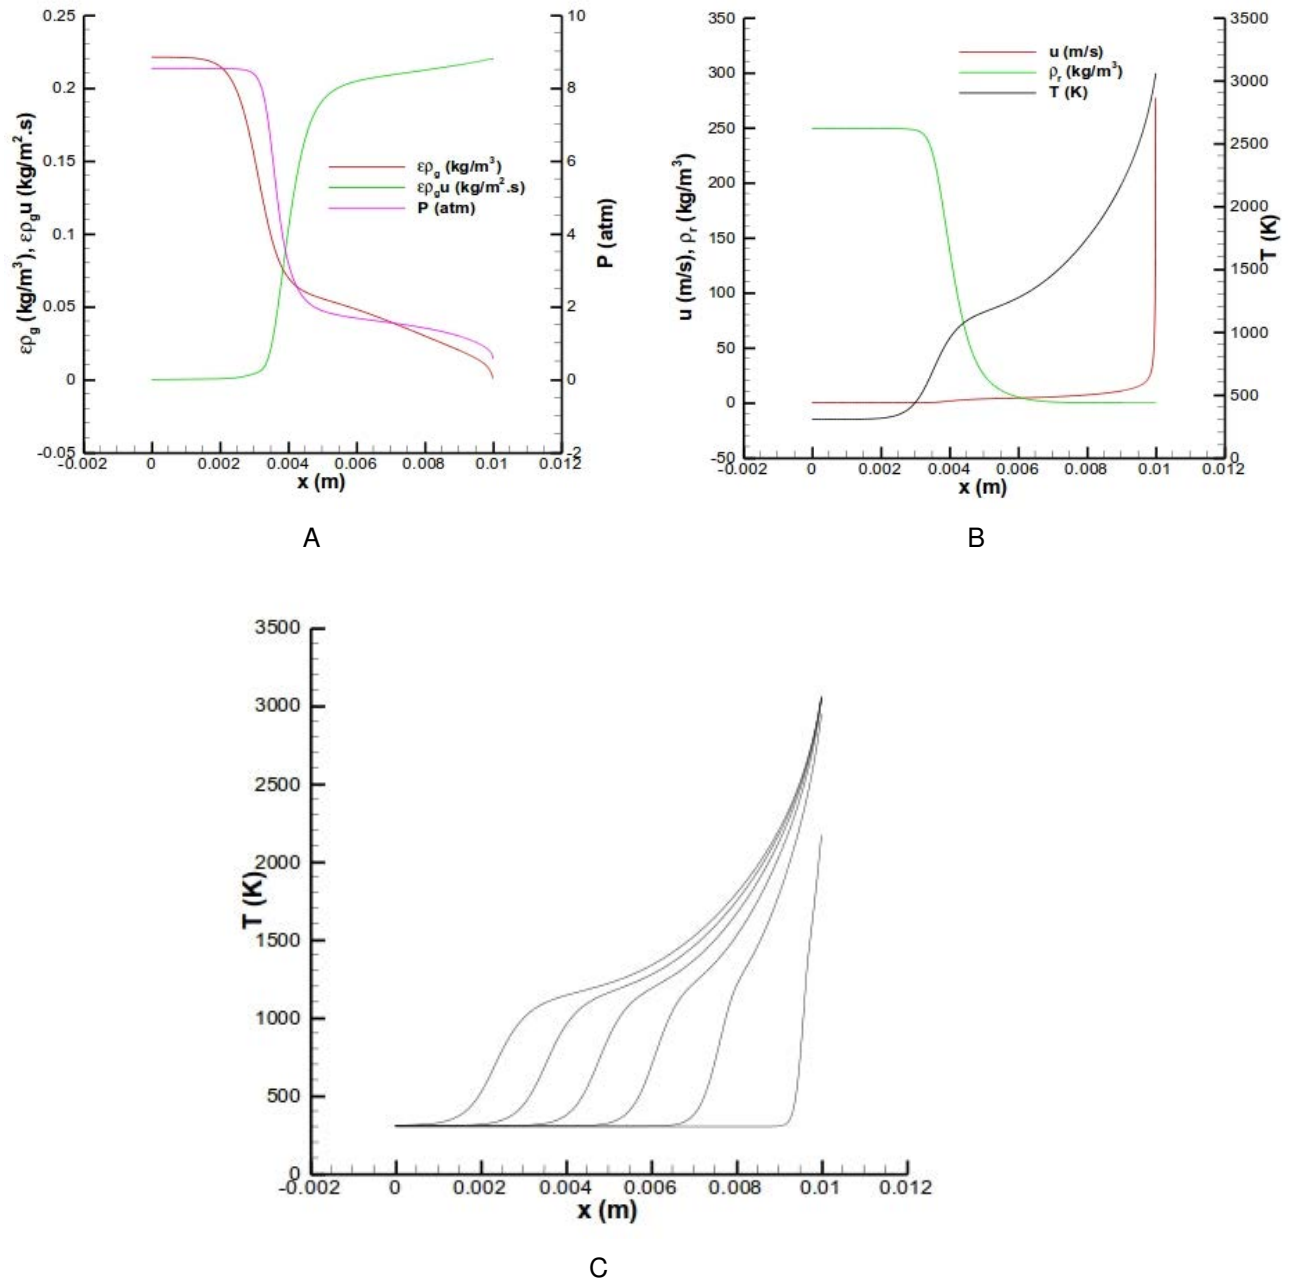 0.25
0.2
0.15
0.1
0.05
0
-0.05
ερg (kg/m³), ερgu (kg/m².s)
ερg (kg/m³)
ερgu (kg/m².s)
P (atm)
10
8
6
4
2
0
-2
P (atm)
-0.002 0 0.002 0.004 0.006 0.008 0.01 0.012
x (m)
A
350
300
250
200
150
100
50
0
-50
u (m/s), ρr (kg/m³)
u (m/s)
ρr (kg/m³)
T (K)
3500
3000
2500
2000
1500
1000
500
0
T (K)
-0.002 0 0.002 0.004 0.006 0.008 0.01 0.012
x (m)
B
3500
3000
2500
2000
1500
1000
500
0
T (K)
-0.002 0 0.002 0.004 0.006 0.008 0.01 0.012
x (m)
C